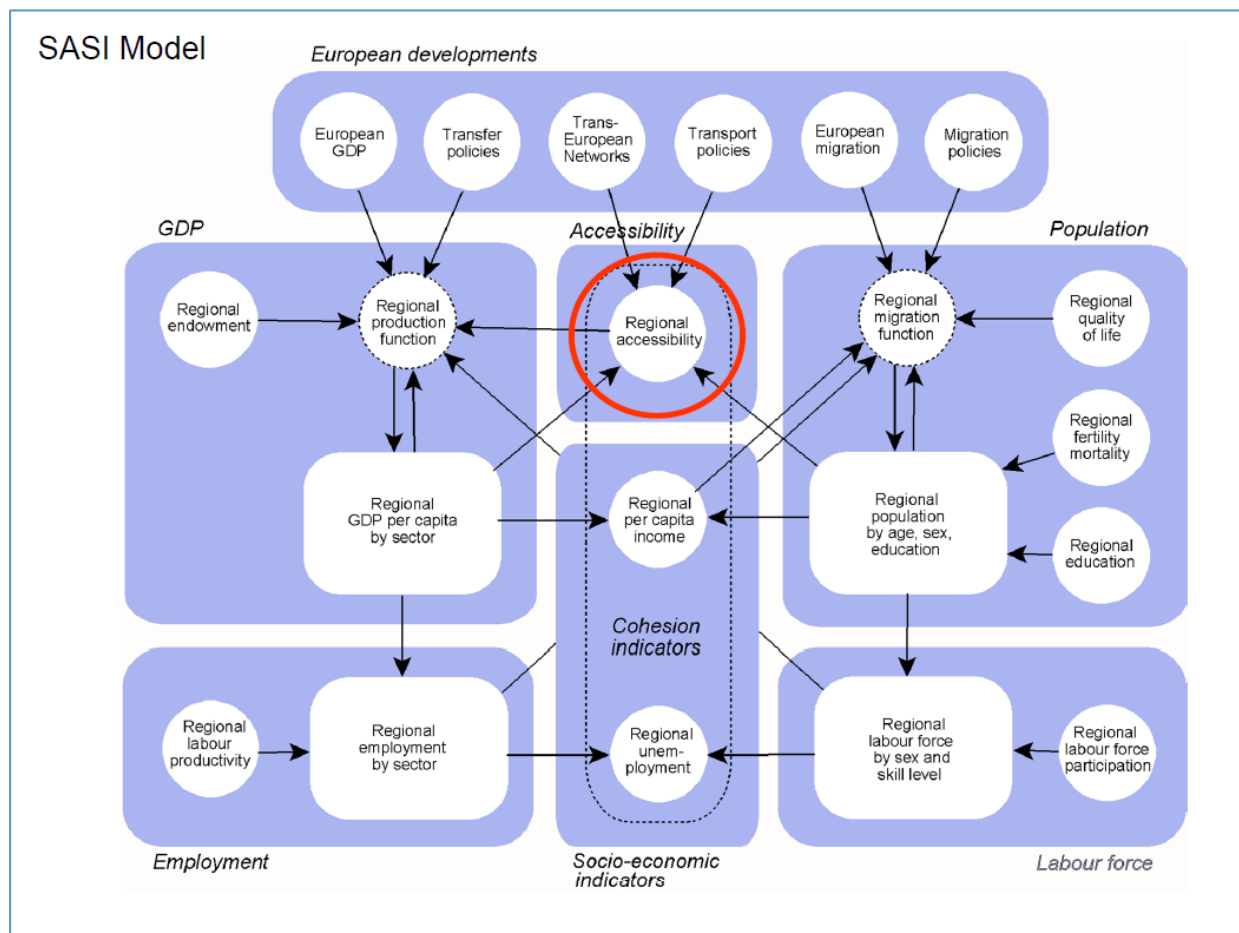 SASI Model
European developments
European
GDP
Transfer
policies
Trans-
European
Networks
Transport
policies
European
migration
Migration
policies
GDP
Accessibility
Population
Regional
endowment
Regional
production
function
Regional
accessibility
Regional
migration
function
Regional
quality
of life
Regional
fertility
mortality
Regional
GDP per capita
by sector
Regional
per capita
income
Regional
population
by age, sex,
education
Regional
education
Cohesion
indicators
Regional
labour
productivity
Regional
employment
by sector
Regional
unem-
ployment
Regional
labour force
by sex and
skill level
Regional
labour force
participation
Employment
Socio-economic
indicators
Labour force